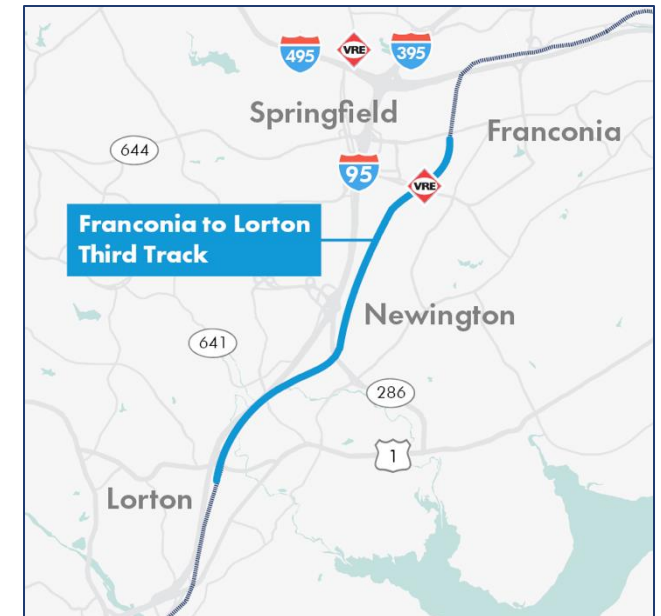 495
VRE
395
Springfield
Franconia
644
95
VRE
Franconia to Lorton
Third Track
Newington
641
286
1
Lorton